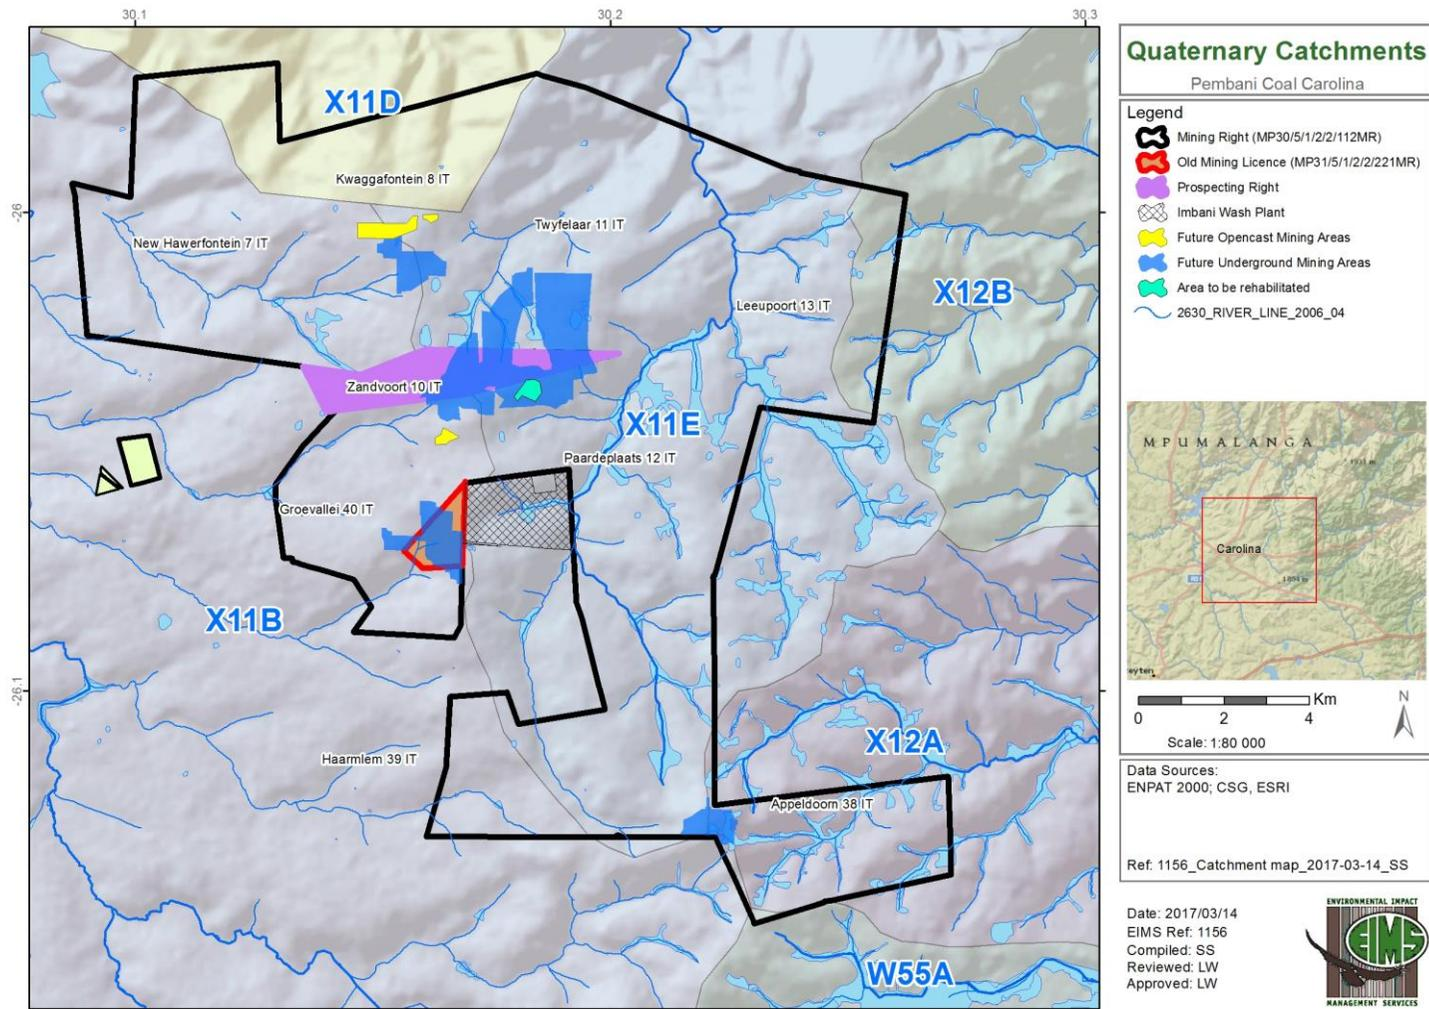 30.1
30.2
30.3
-26
-26.1
X11D
Kwaggafontein 8 IT
Twyfelaar 11 IT
New Hawerfontein 7 IT
X12B
Leeupoort 13 IT
Zandvoort 10 IT
X11E
Paardeplaats 12 IT
Groevallei 40 IT
X11B
X12A
Haarmlem 39 IT
Appeldoorn 38 IT
W55A
Quaternary Catchments
Pembani Coal Carolina
Legend
Mining Right (MP30/5/1/2/2/112MR)
Old Mining Licence (MP31/5/1/2/2/221MR)
Prospecting Right
Imbani Wash Plant
Future Opencast Mining Areas
Future Underground Mining Areas
Area to be rehabilitated
2630_RIVER_LINE_2006_04
MPUMALANGA
Carolina
eyten
Km
0 2 4
N
Scale: 1:80 000
Data Sources:
ENPAT 2000; CSG, ESRI
Ref: 1156_Catchment map_2017-03-14_SS
Date: 2017/03/14
EIMS Ref: 1156
Compiled: SS
Reviewed: LW
Approved: LW
ENVIRONMENTAL IMPACT
EIMS
MANAGEMENT SERVICES